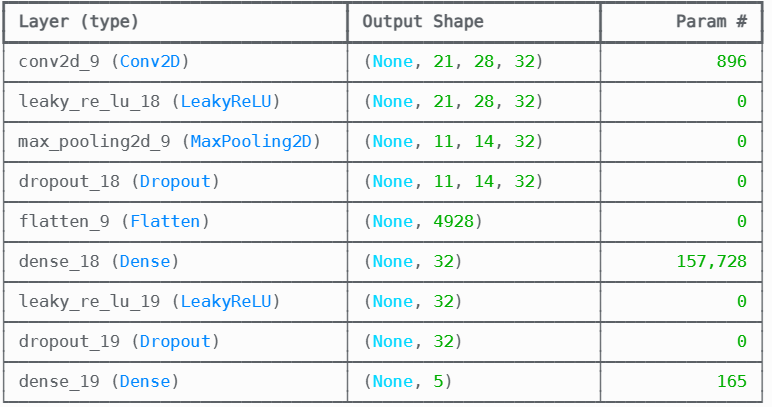 Layer (type) Output Shape Param #
conv2d_9 (Conv2D) (None, 21, 28, 32) 896
leaky_re_lu_18 (LeakyReLU) (None, 21, 28, 32) 0
max_pooling2d_9 (MaxPooling2D) (None, 11, 14, 32) 0
dropout_18 (Dropout) (None, 11, 14, 32) 0
flatten_9 (Flatten) (None, 4928) 0
dense_18 (Dense) (None, 32) 157,728
leaky_re_lu_19 (LeakyReLU) (None, 32) 0
dropout_19 (Dropout) (None, 32) 0
dense_19 (Dense) (None, 5) 165